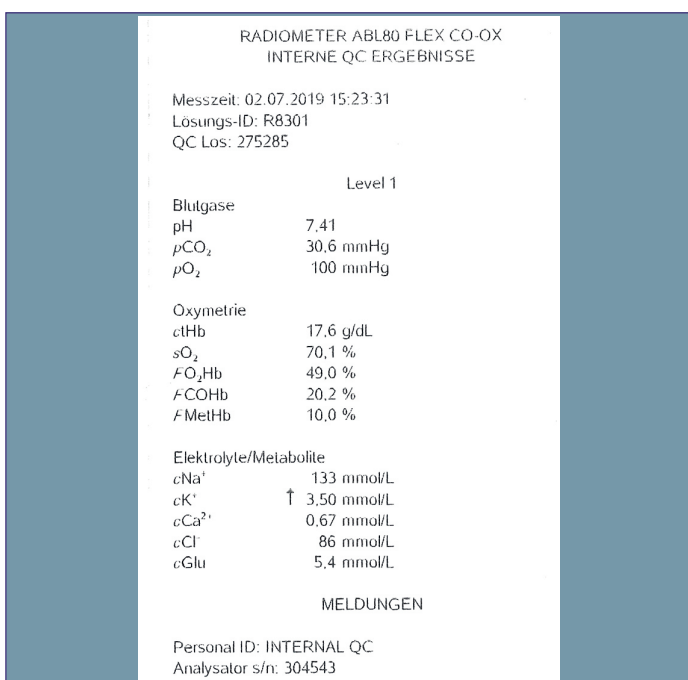 RADIOMETER ABL80 FLEX CO-OX
INTERNE QC ERGEBNISSE
Messzeit: 02.07.2019 15:23:31
Lösungs-ID: R8301
QC Los: 275285
Level 1
Blutgase
pH 7,41
pCO₂ 30,6 mmHg
pO₂ 100 mmHg
Oxymetrie
ctHb 17,6 g/dL
sO₂ 70,1 %
FO₂Hb 49,0 %
FCOHb 20,2 %
FMetHb 10,0 %
Elektrolyte/Metabolite
cNa⁺ 133 mmol/L
cK⁺ ↑ 3,50 mmol/L
cCa²⁺ 0,67 mmol/L
cCl⁻ 86 mmol/L
cGlu 5,4 mmol/L
MELDUNGEN
Personal ID: INTERNAL QC
Analysator s/n: 304543